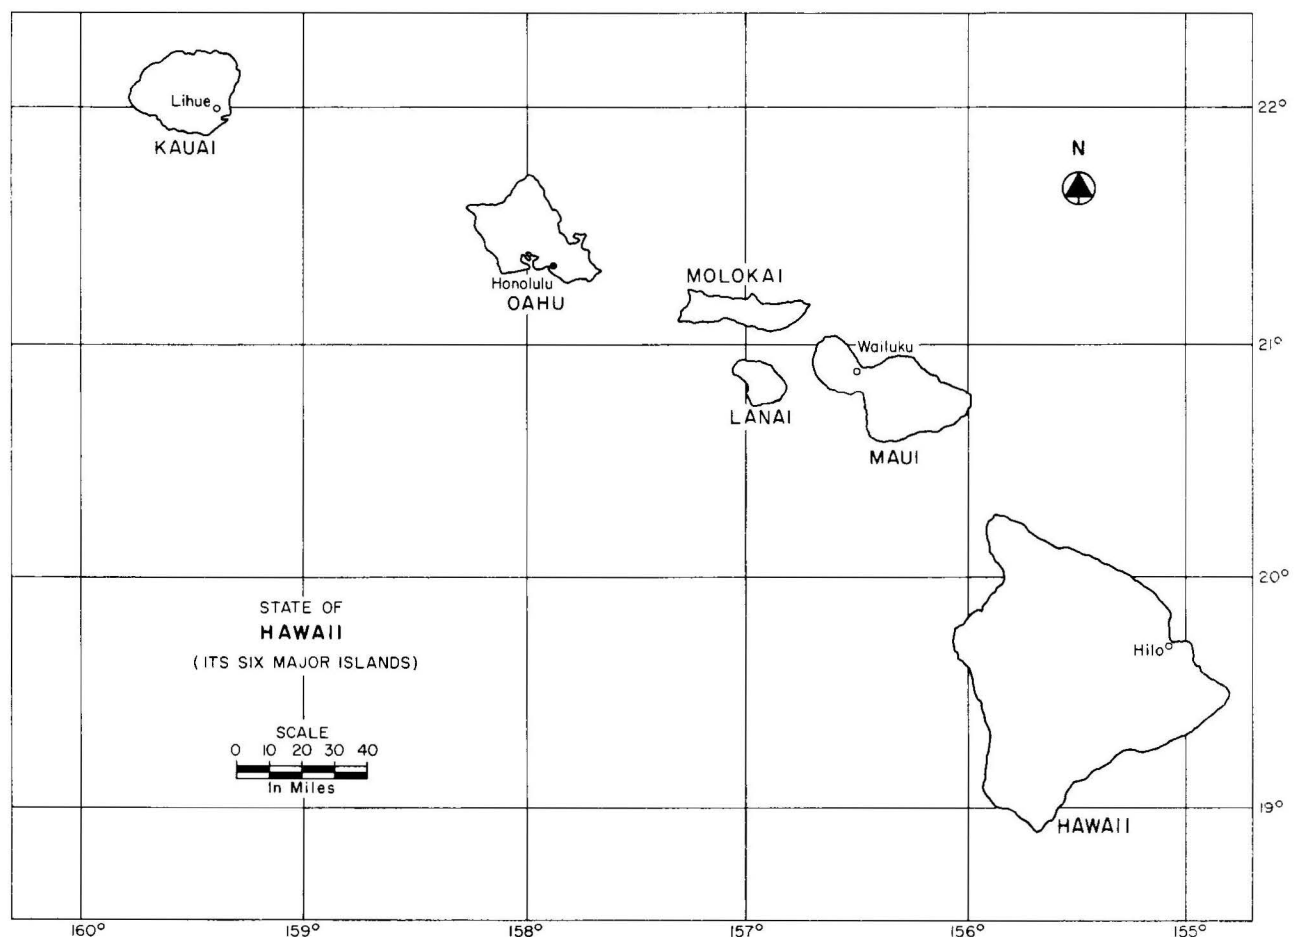 Lihue
KAUAI
22°
N
Honolulu
OAHU
MOLOKAI
21°
Wailuku
LANAI
MAUI
20°
STATE OF
HAWAII
(ITS SIX MAJOR ISLANDS)
Hilo
SCALE
0 10 20 30 40
In Miles
19°
HAWAII
160° 159° 158° 157° 156° 155°